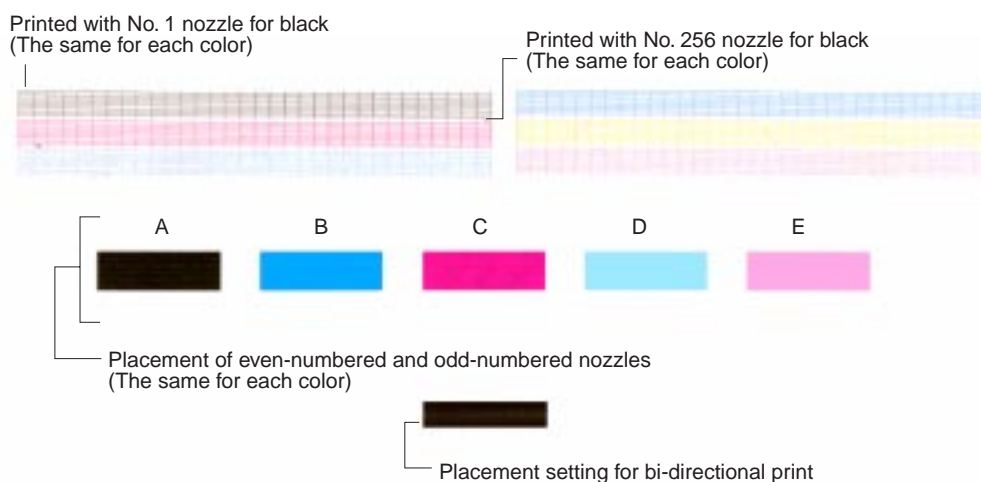 Printed with No. 1 nozzle for black
(The same for each color)
Printed with No. 256 nozzle for black
(The same for each color)
A B C D E
Placement of even-numbered and odd-numbered nozzles
(The same for each color)
Placement setting for bi-directional print